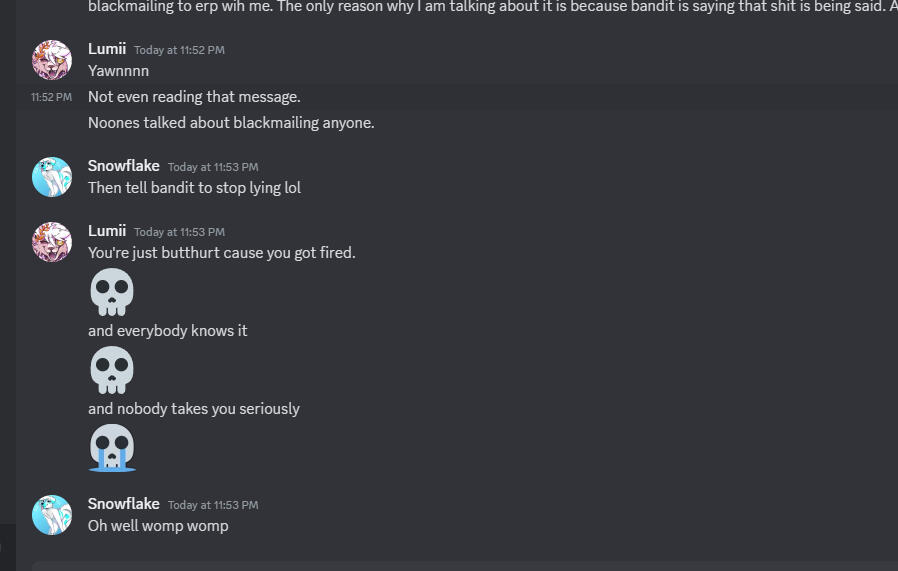 blackmailing to erp wih me. The only reason why I am talking about it is because bandit is saying that shit is being said. A
Lumii Today at 11:52 PM
Yawnnnn
11:52 PM Not even reading that message.
Noones talked about blackmailing anyone.
Snowflake Today at 11:53 PM
Then tell bandit to stop lying lol
Lumii Today at 11:53 PM
You're just butthurt cause you got fired.
and everybody knows it
and nobody takes you seriously
Snowflake Today at 11:53 PM
Oh well womp womp